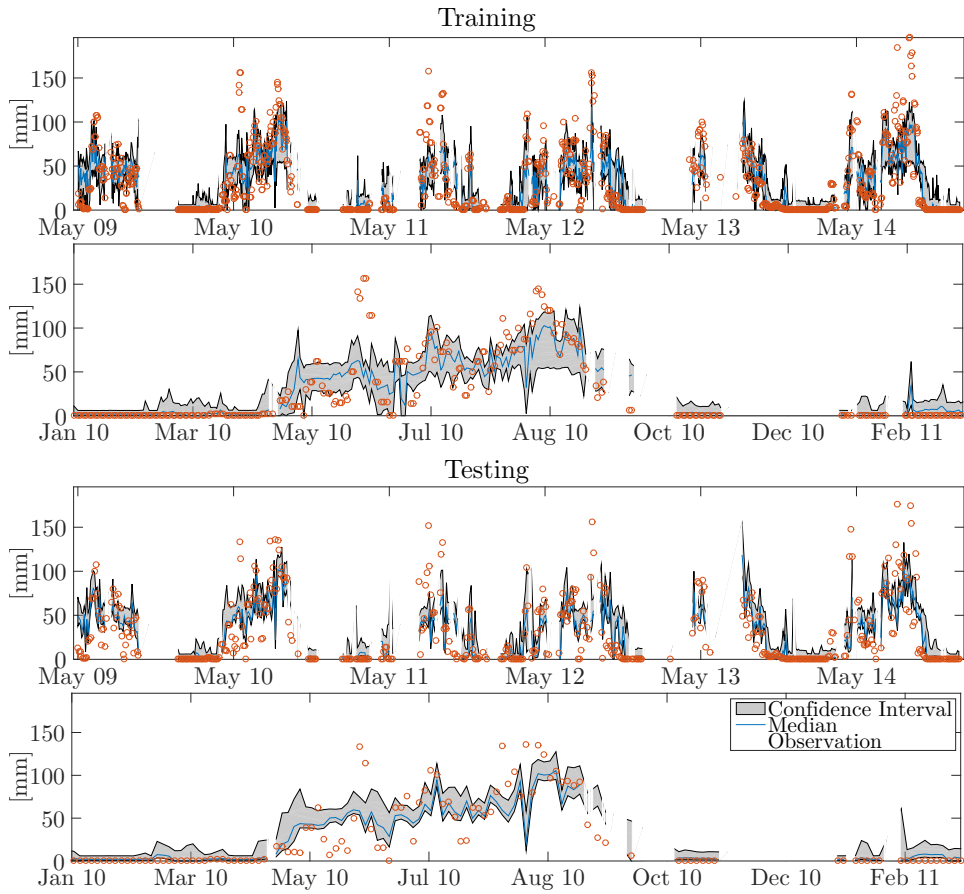 Training
150
100
50
0
[mm]
May 09 May 10 May 11 May 12 May 13 May 14
150
100
50
0
[mm]
Jan 10 Mar 10 May 10 Jul 10 Aug 10 Oct 10 Dec 10 Feb 11
Testing
150
100
50
0
[mm]
May 09 May 10 May 11 May 12 May 13 May 14
150
100
50
0
[mm]
Confidence Interval
Median
Observation
Jan 10 Mar 10 May 10 Jul 10 Aug 10 Oct 10 Dec 10 Feb 11